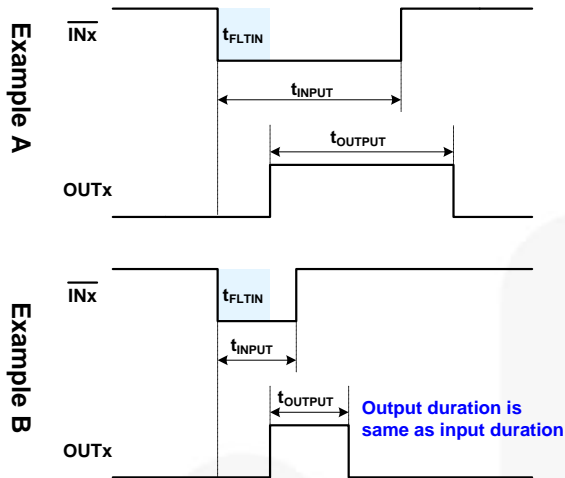 Example A
INx
tFLTIN
tINPUT
tOUTPUT
OUTx
Example B
INx
tFLTIN
tINPUT
tOUTPUT
Output duration is
same as input duration
OUTx